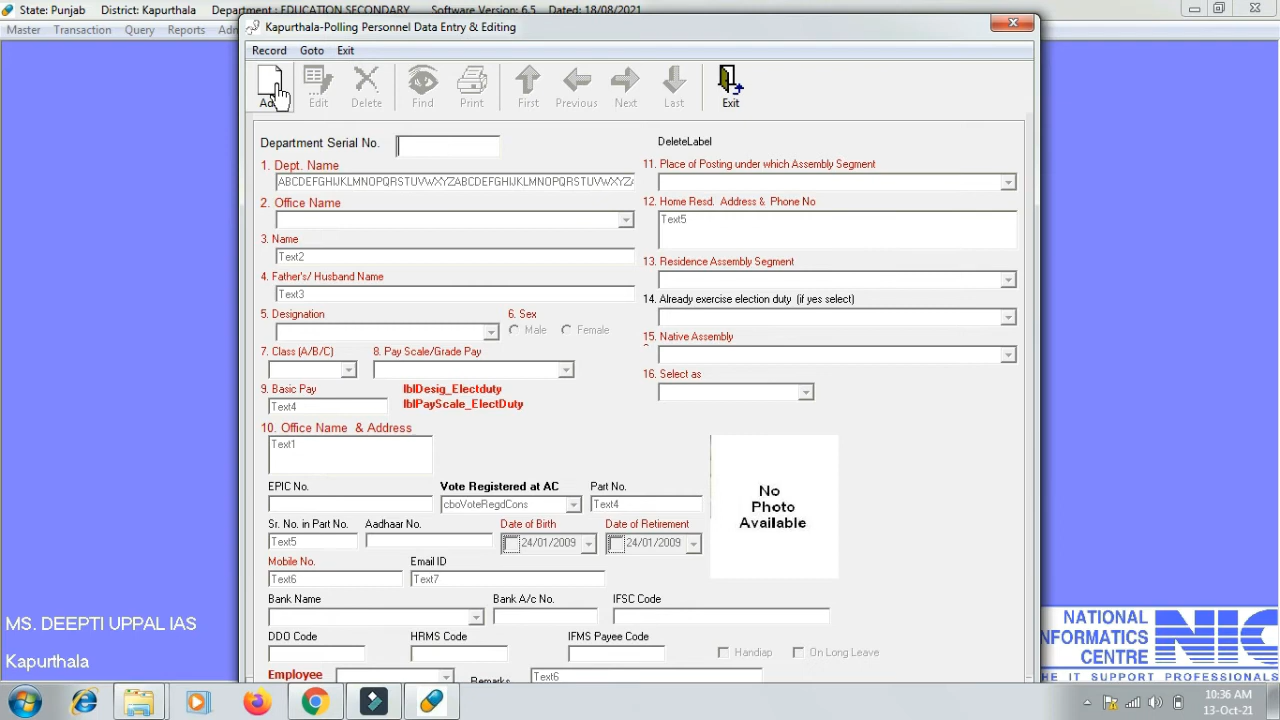 State: Punjab District: Kapurthala Department : EDUCATION SECONDARY Software Version: 6.5 Dated: 18/08/2021
Master Transaction Query Reports
Kapurthala-Polling Personnel Data Entry & Editing
Record Goto Exit
Edit Delete Find Print First Previous Next Last Exit
Department Serial No.
DeleteLabel
1. Dept. Name
ABCDEFGHIJKLMNOPQRSTUVWXYZABCDEFGHIJKLMNOPQRSTUVWXYZ
11. Place of Posting under which Assembly Segment
2. Office Name
12. Home Resd. Address & Phone No
Text5
3. Name
Text2
13. Residence Assembly Segment
4. Father's/ Husband Name
Text3
14. Already exercise election duty (if yes select)
5. Designation
6. Sex
Male Female
15. Native Assembly
7. Class (A/B/C) 8. Pay Scale/Grade Pay
16. Select as
9. Basic Pay
Text4
lblDesig_Electduty
lblPayScale_ElectDuty
10. Office Name & Address
Text1
No
Photo
Available
EPIC No. Vote Registered at AC Part No.
cboVoteRegdCons Text4
Sr. No. in Part No. Aadhaar No. Date of Birth Date of Retirement
Text5 24/01/2009 24/01/2009
Mobile No. Email ID
Text6 Text7
Bank Name Bank A/c No. IFSC Code
DDO Code HRMS Code IFMS Payee Code
Handiap On Long Leave
Employee Remarks Text6
MS. DEEPTI UPPAL IAS
Kapurthala
NATIONAL
INFORMATICS
CENTRE
NIC
THE IT SUPPORT PROFESSIONALS
10:36 AM
13-Oct-21